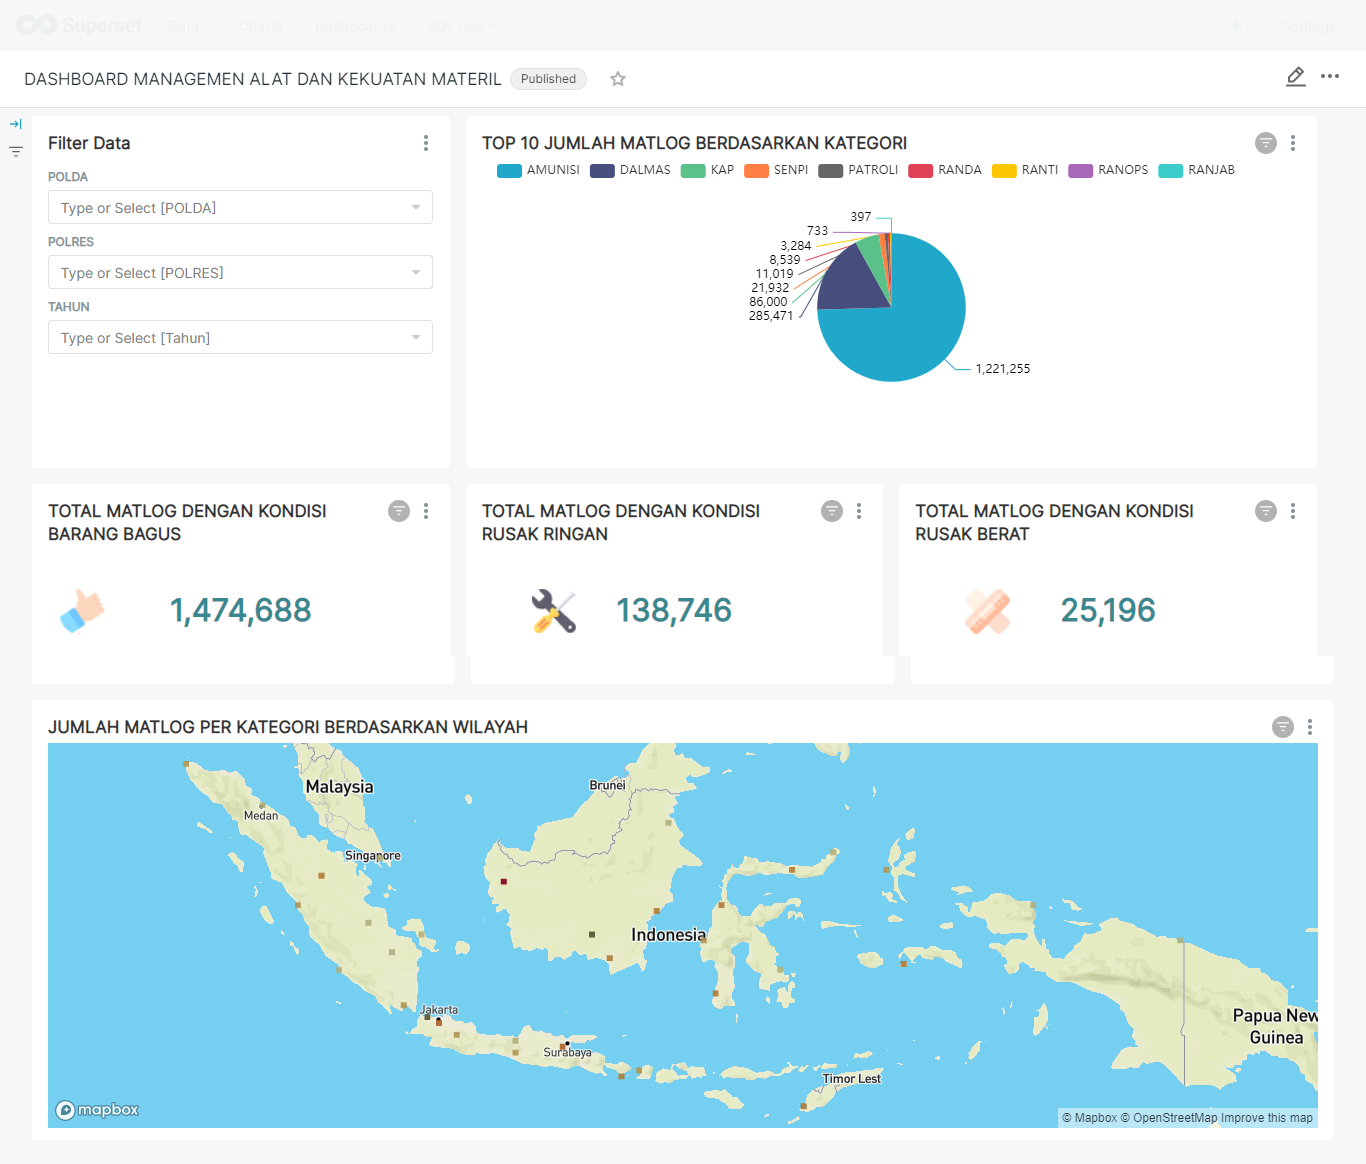 Superset Data Charts Dashboards SQL Lab Settings
DASHBOARD MANAGEMEN ALAT DAN KEKUATAN MATERIL Published
Filter Data
POLDA
Type or Select [POLDA]
POLRES
Type or Select [POLRES]
TAHUN
Type or Select [Tahun]
TOP 10 JUMLAH MATLOG BERDASARKAN KATEGORI
AMUNISI DALMAS KAP SENPI PATROLI RANDA RANTI RANOPS RANJAB
397
733
3,284
8,539
11,019
21,932
86,000
285,471
1,221,255
TOTAL MATLOG DENGAN KONDISI
BARANG BAGUS
1,474,688
TOTAL MATLOG DENGAN KONDISI
RUSAK RINGAN
138,746
TOTAL MATLOG DENGAN KONDISI
RUSAK BERAT
25,196
JUMLAH MATLOG PER KATEGORI BERDASARKAN WILAYAH
Malaysia
Brunei
Medan
Singapore
Indonesia
Jakarta
Surabaya
Papua New
Guinea
Timor Lest
mapbox
© Mapbox © OpenStreetMap Improve this map